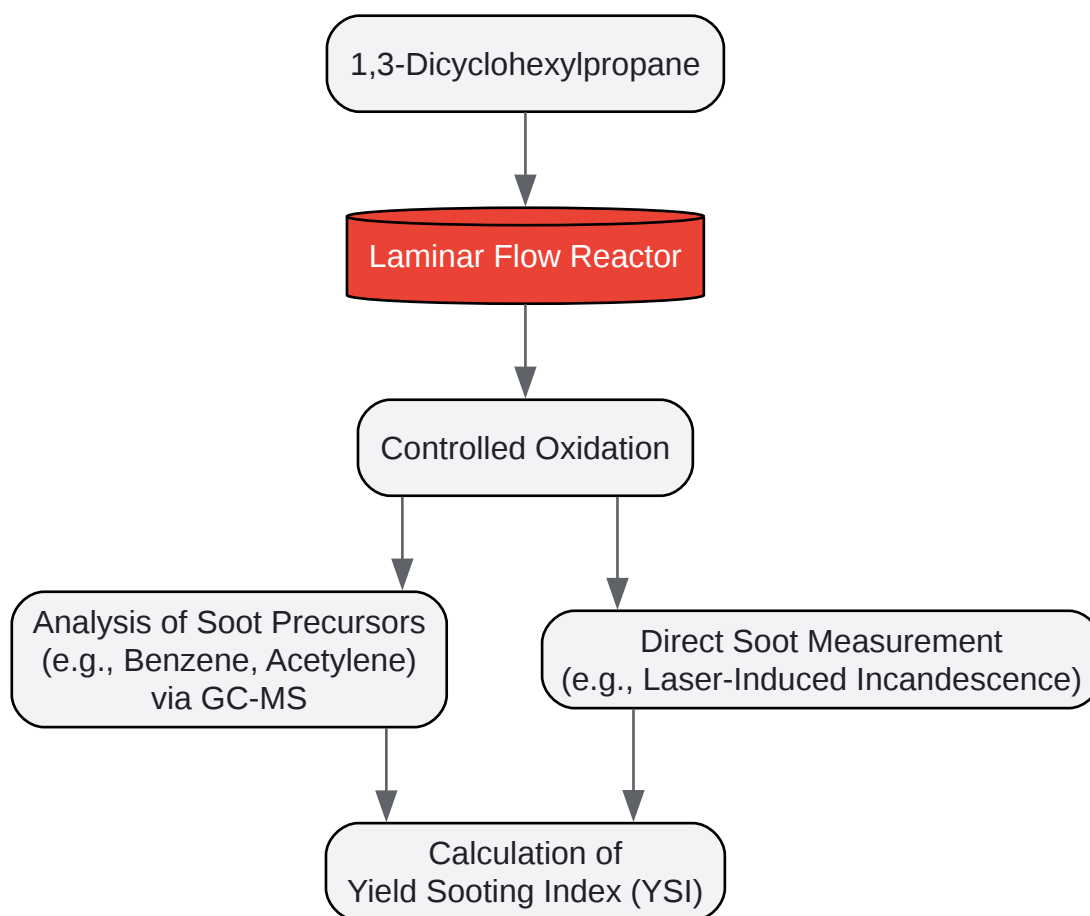 1,3-Dicyclohexylpropane
Laminar Flow Reactor
Controlled Oxidation
Analysis of Soot Precursors
(e.g., Benzene, Acetylene)
via GC-MS
Direct Soot Measurement
(e.g., Laser-Induced Incandescence)
Calculation of
Yield Sooting Index (YSI)